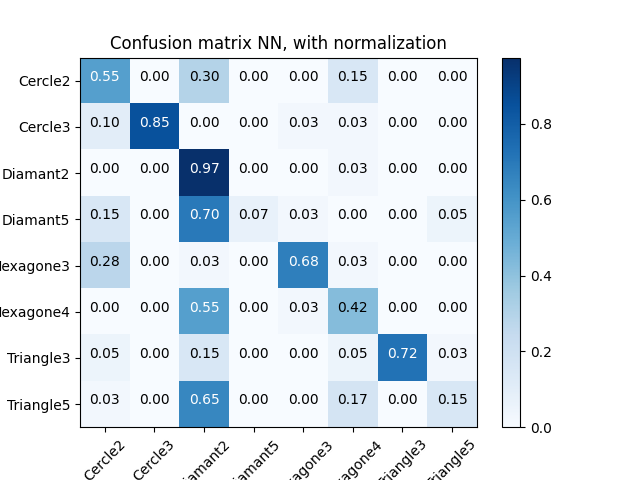 Confusion matrix NN, with normalization
Cercle2 0.55 0.00 0.30 0.00 0.00 0.15 0.00 0.00
Cercle3 0.10 0.85 0.00 0.00 0.03 0.03 0.00 0.00
Diamant2 0.00 0.00 0.97 0.00 0.00 0.03 0.00 0.00
Diamant5 0.15 0.00 0.70 0.07 0.03 0.00 0.00 0.05
exagone3 0.28 0.00 0.03 0.00 0.68 0.03 0.00 0.00
exagone4 0.00 0.00 0.55 0.00 0.03 0.42 0.00 0.00
Triangle3 0.05 0.00 0.15 0.00 0.00 0.05 0.72 0.03
Triangle5 0.03 0.00 0.65 0.00 0.00 0.17 0.00 0.15
Cercle2 Cercle3 iamant2 iamant5 agone3 agone4 riangle3 riangle5
0.8
0.6
0.4
0.2
0.0